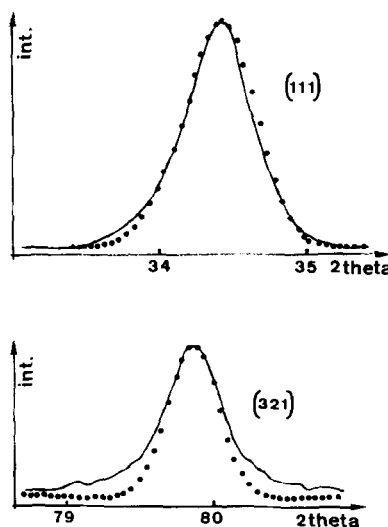 int.
(111)
34
35
2theta
int.
(321)
79
80
2theta